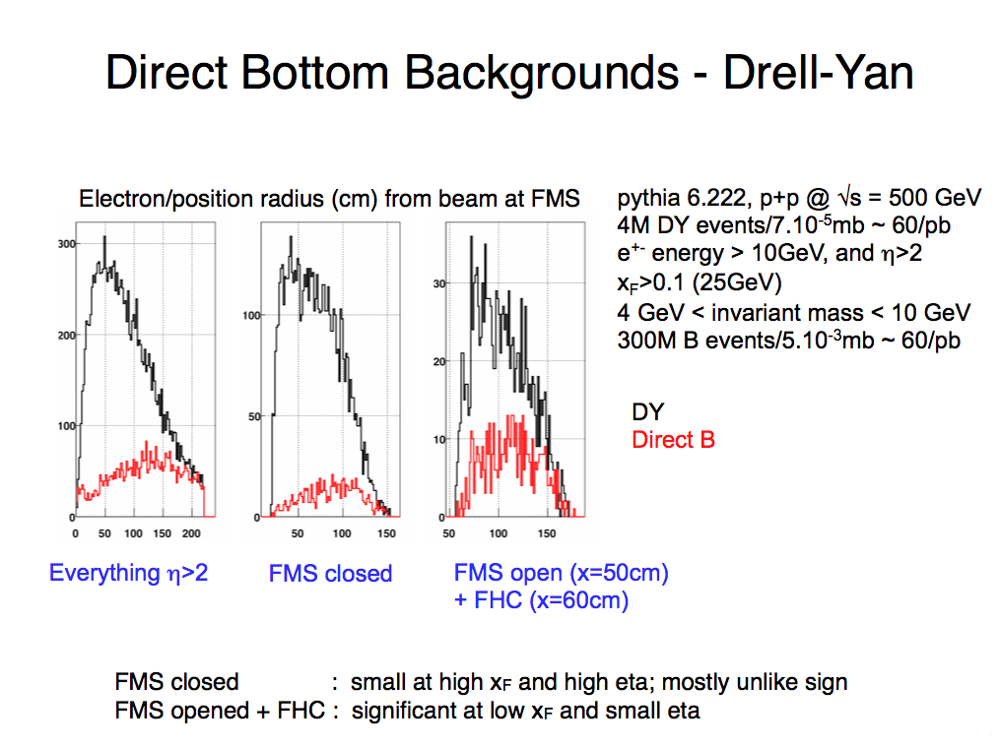 Direct Bottom Backgrounds - Drell-Yan
Electron/position radius (cm) from beam at FMS
300
200
100
0
0 50 100 150 200
100
50
0
50 100 150
30
20
10
0
50 100 150
Everything η>2
FMS closed
FMS open (x=50cm)
+ FHC (x=60cm)
pythia 6.222, p+p @ √s = 500 GeV
4M DY events/7.10⁻⁵mb ~ 60/pb
e⁺⁻ energy > 10GeV, and η>2
xF>0.1 (25GeV)
4 GeV < invariant mass < 10 GeV
300M B events/5.10⁻³mb ~ 60/pb
DY
Direct B
FMS closed : small at high xF and high eta; mostly unlike sign
FMS opened + FHC : significant at low xF and small eta